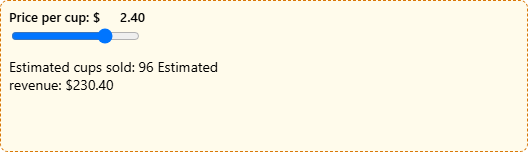 Price per cup: $ 2.40
Estimated cups sold: 96 Estimated
revenue: $230.40